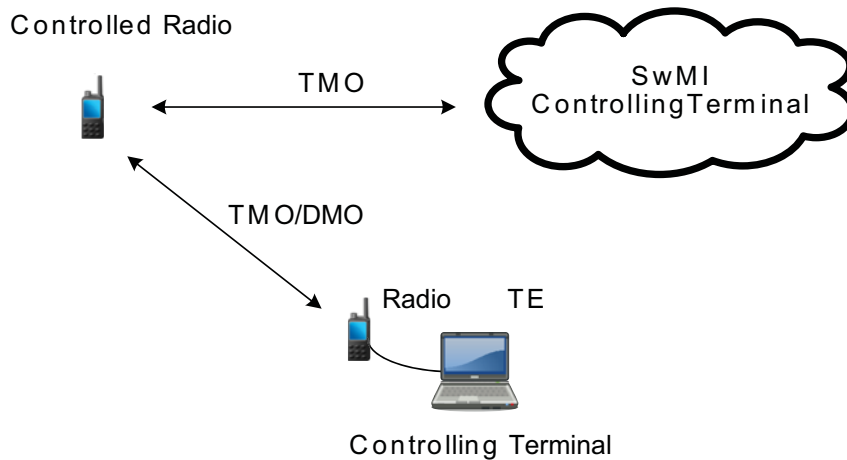 Controlled Radio
TMO
SwMI
ControllingTerminal
TMO/DMO
Radio TE
Controlling Terminal